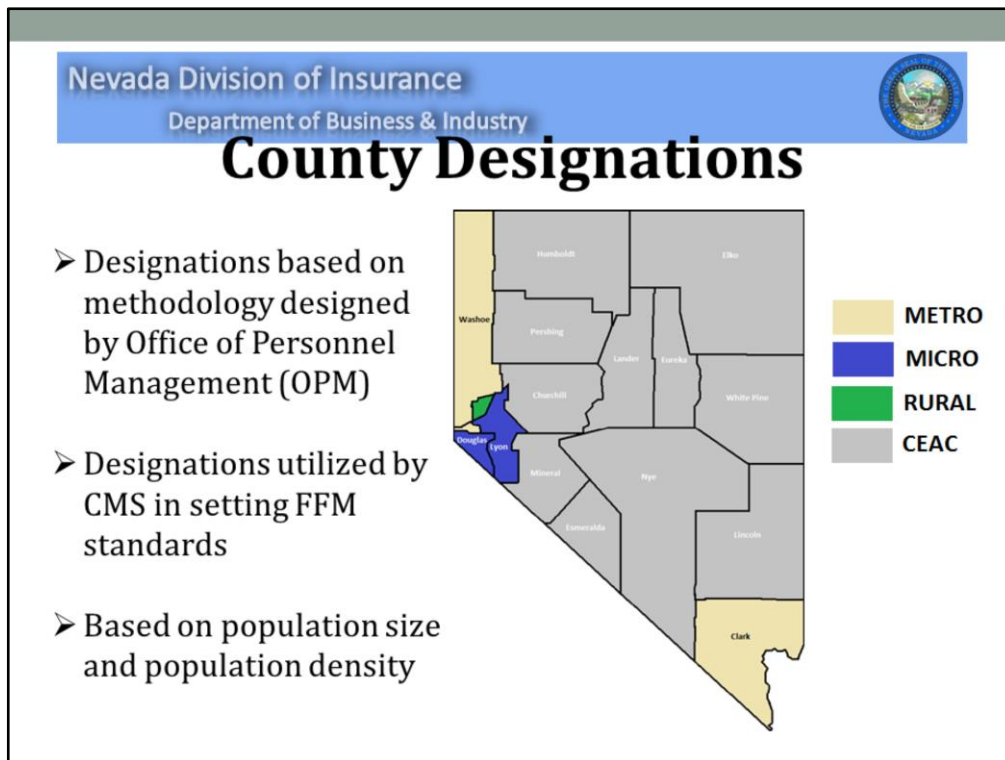 Nevada Division of Insurance
Department of Business & Industry
County Designations
➢ Designations based on
methodology designed
by Office of Personnel
Management (OPM)
➢ Designations utilized by
CMS in setting FFM
standards
➢ Based on population size
and population density
Humboldt
Elko
Washoe
Pershing
Lander
Eureka
Churchill
White Pine
Douglas
Lyon
Mineral
Nye
Esmeralda
Lincoln
Clark
METRO
MICRO
RURAL
CEAC